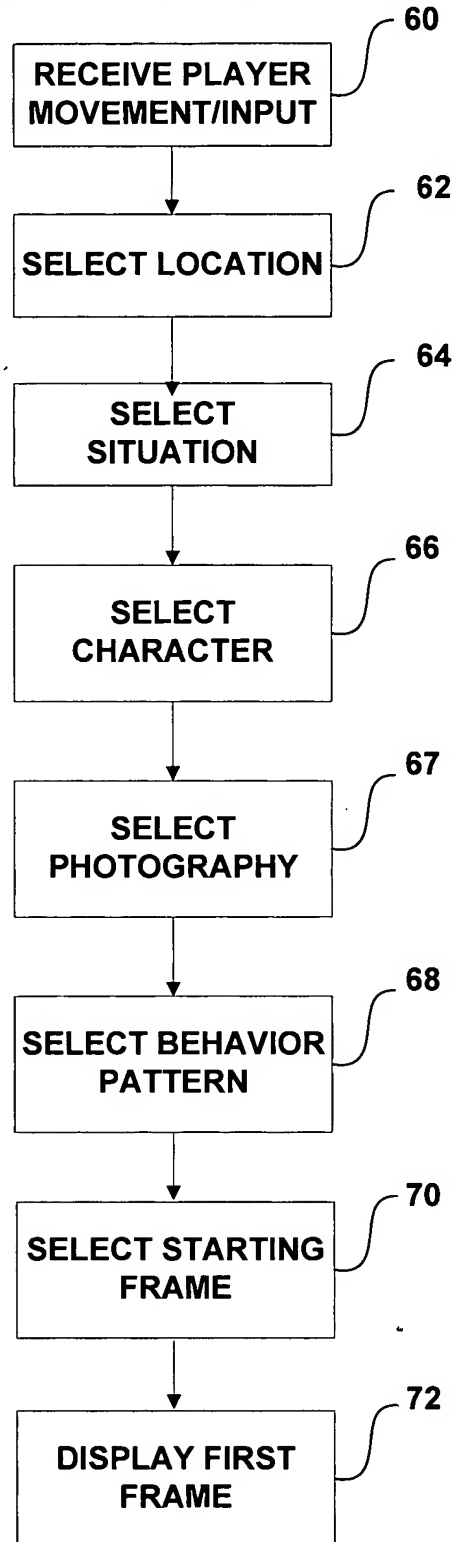 60
RECEIVE PLAYER
MOVEMENT/INPUT
62
SELECT LOCATION
64
SELECT
SITUATION
66
SELECT
CHARACTER
67
SELECT
PHOTOGRAPHY
68
SELECT BEHAVIOR
PATTERN
70
SELECT STARTING
FRAME
72
DISPLAY FIRST
FRAME